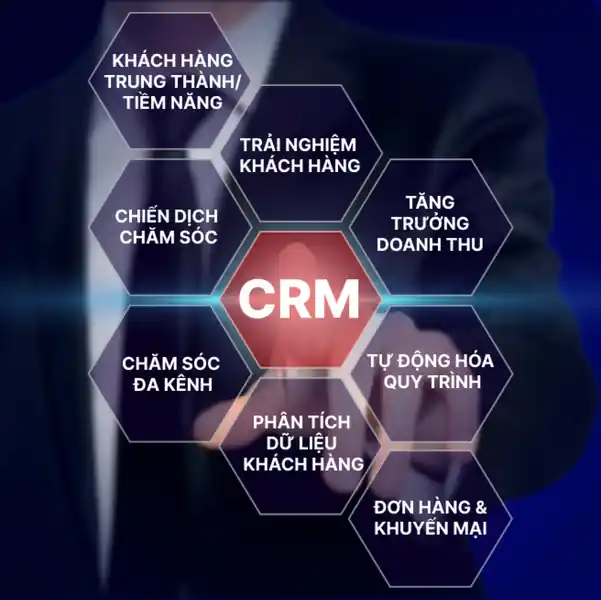 KHÁCH HÀNG
TRUNG THÀNH/
TIỀM NĂNG
TRẢI NGHIỆM
KHÁCH HÀNG
TĂNG
TRƯỞNG
DOANH THU
CHIẾN DỊCH
CHĂM SÓC
CRM
CHĂM SÓC
ĐA KÊNH
TỰ ĐỘNG HÓA
QUY TRÌNH
PHÂN TÍCH
DỮ LIỆU
KHÁCH HÀNG
ĐƠN HÀNG &
KHUYẾN MẠI